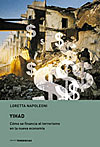 LORETTA NAPOLEONI
YIHAD
Cómo se financia el terrorismo
en la nueva economía